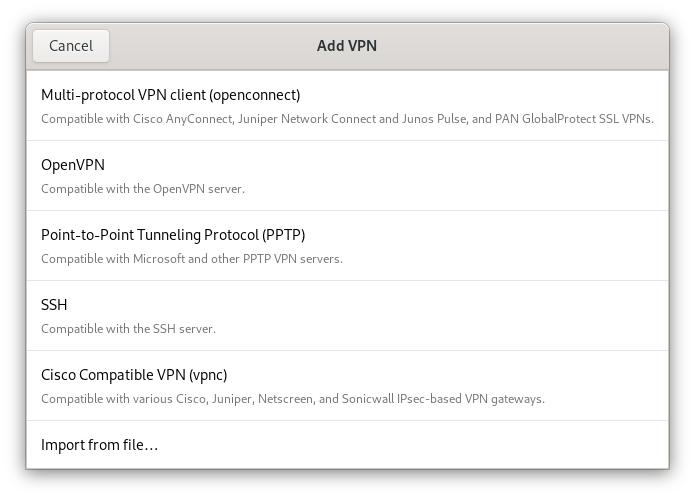 Cancel
Add VPN
Multi-protocol VPN client (openconnect)
Compatible with Cisco AnyConnect, Juniper Network Connect and Junos Pulse, and PAN GlobalProtect SSL VPNs.
OpenVPN
Compatible with the OpenVPN server.
Point-to-Point Tunneling Protocol (PPTP)
Compatible with Microsoft and other PPTP VPN servers.
SSH
Compatible with the SSH server.
Cisco Compatible VPN (vpnc)
Compatible with various Cisco, Juniper, Netscreen, and Sonicwall IPsec-based VPN gateways.
Import from file…